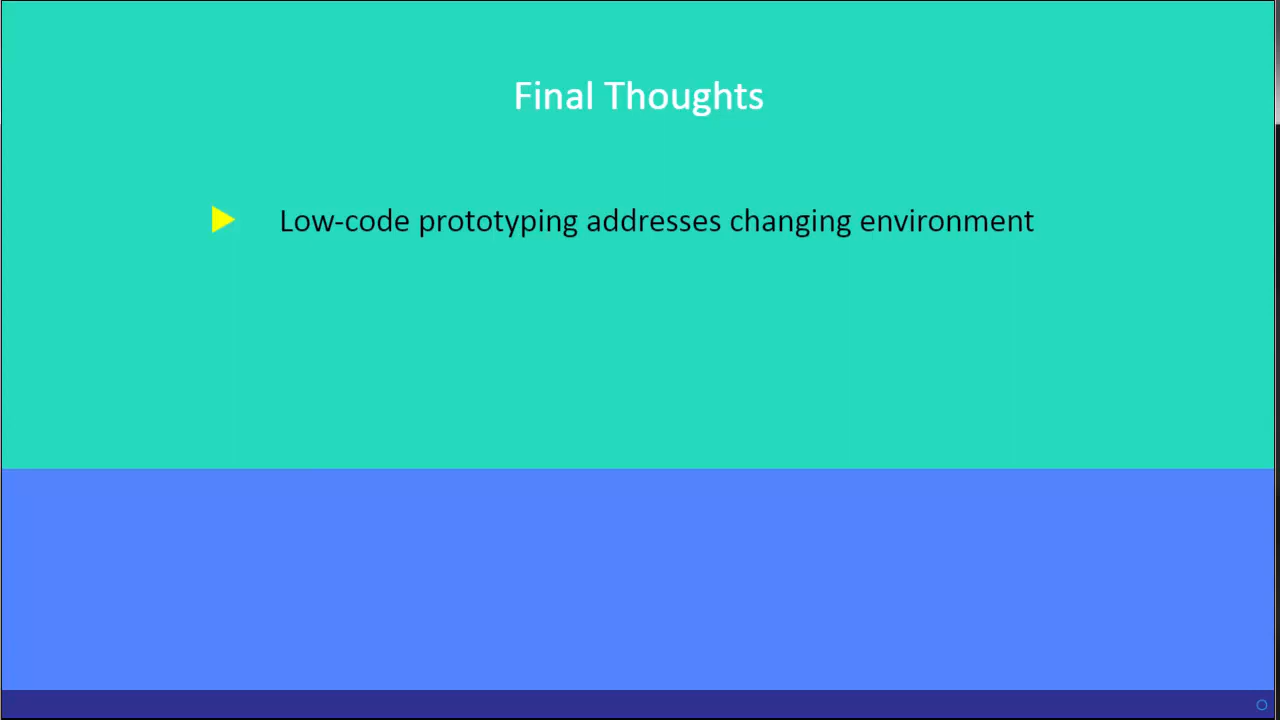 Final Thoughts
Low-code prototyping addresses changing environment